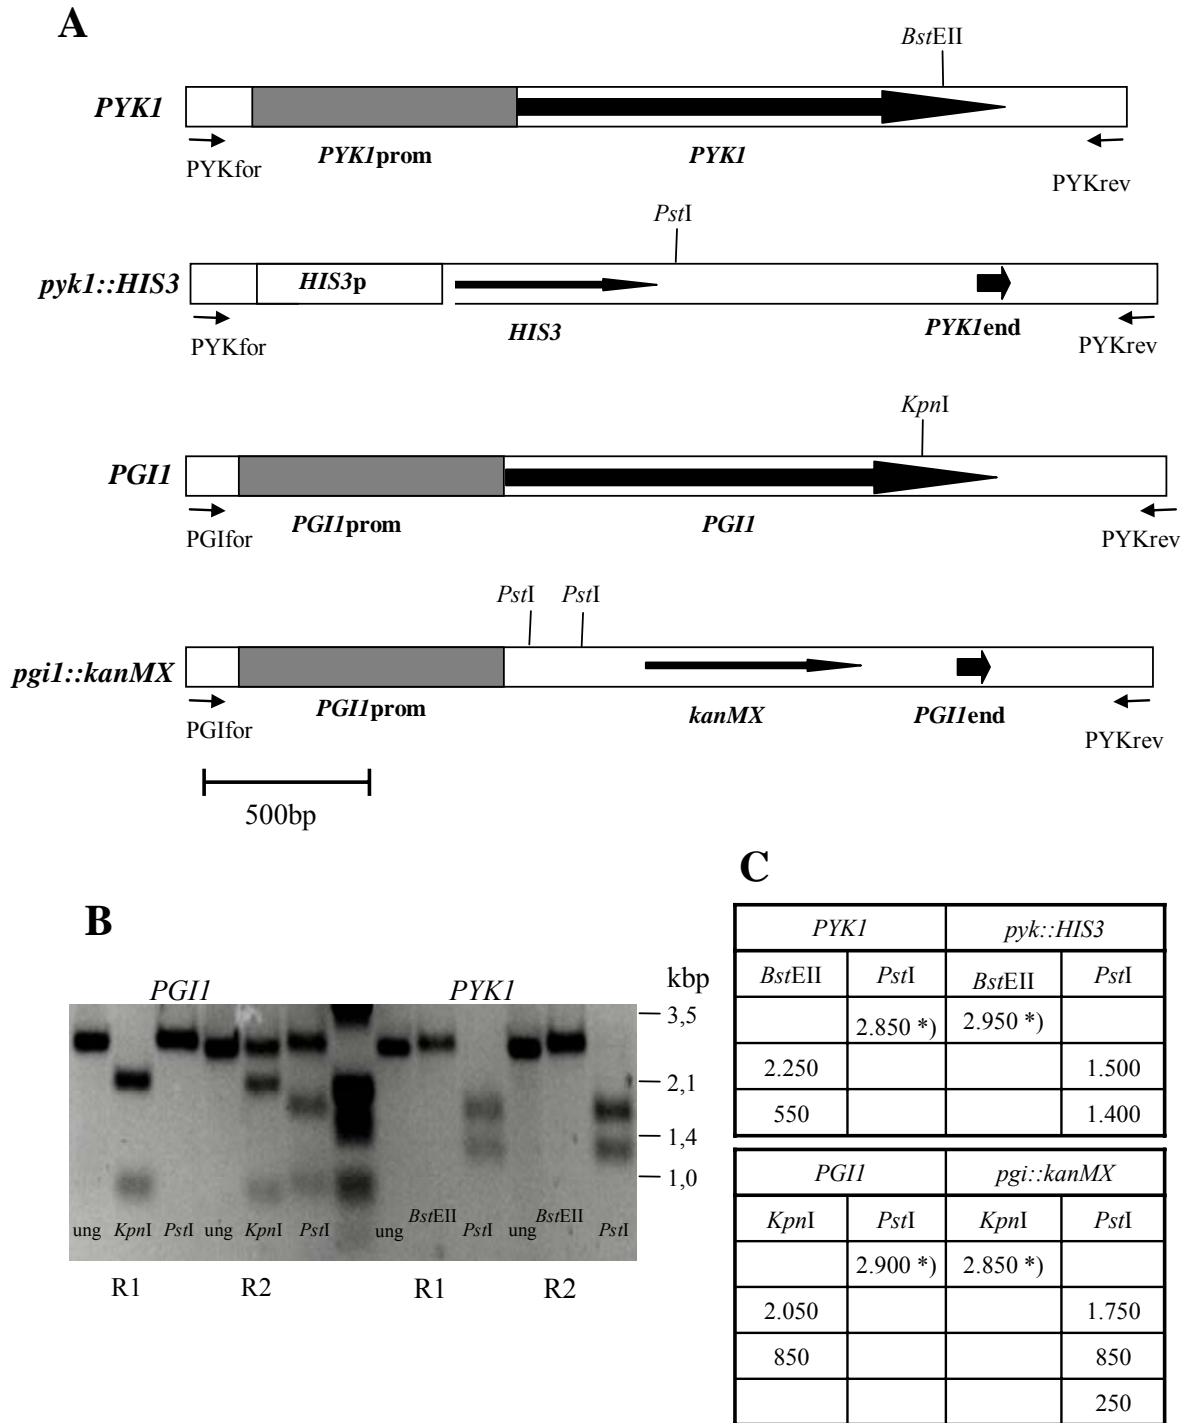 A
BstEII
PYK1
PYKfor
PYK1prom
PYK1
PYKrev
PstI
pyk1::HIS3
HIS3p
PYKfor
HIS3
PYK1end
PYKrev
KpnI
PGI1
PGIfor
PGI1prom
PGI1
PYKrev
PstI PstI
pgi1::kanMX
PGIfor
PGI1prom
kanMX
PGI1end
PYKrev
500bp
B
PGI1 PYK1 kbp
3,5
2,1
1,4
1,0
ung KpnI PstI ung KpnI PstI ung BstEII PstI ung BstEII PstI
R1 R2 R1 R2
C
PYK1 pyk::HIS3
BstEII PstI BstEII PstI
2.850 *) 2.950 *)
2.250 1.500
550 1.400
PGI1 pgi::kanMX
KpnI PstI KpnI PstI
2.900 *) 2.850 *)
2.050 1.750
850 850
250